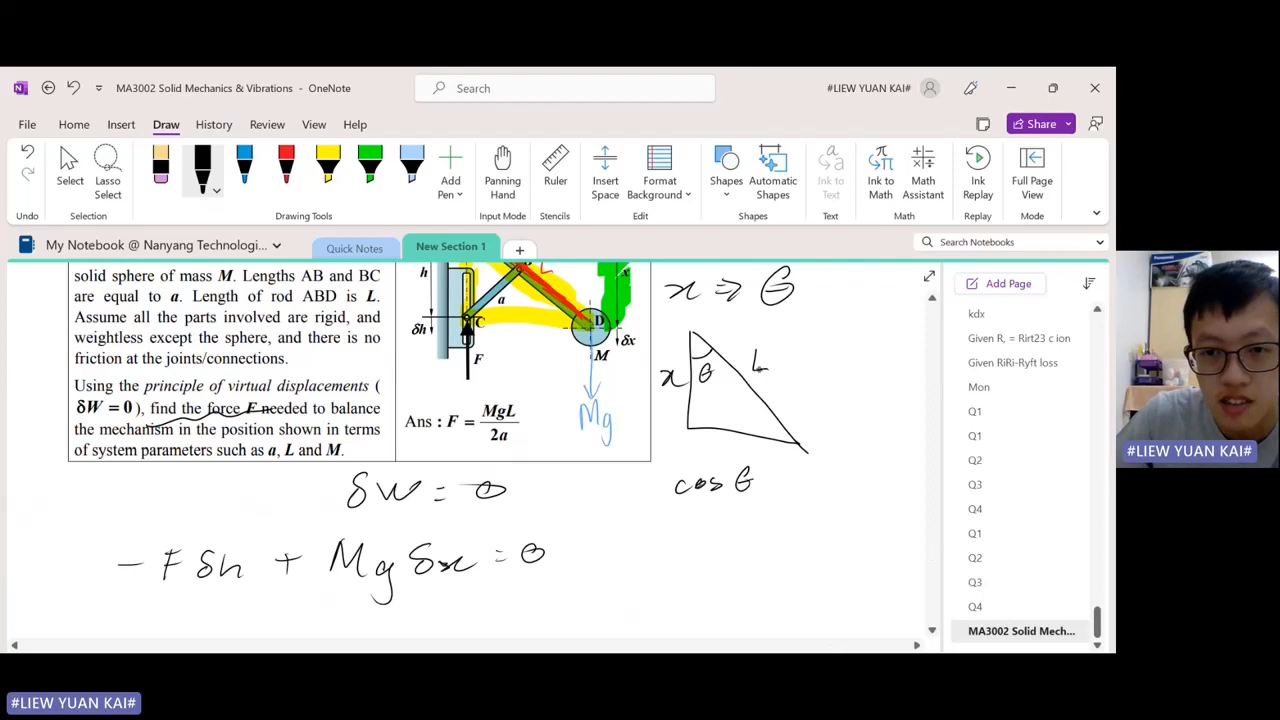 MA3002 Solid Mechanics & Vibrations - OneNote
Search
#LIEW YUAN KAI#
File Home Insert Draw History Review View Help
Share
Undo
Select
Lasso Select
Selection
Add Pen
Drawing Tools
Panning Hand
Input Mode
Ruler
Stencils
Insert Space
Format Background
Edit
Shapes
Automatic Shapes
Shapes
Ink to Text
Text
Ink to Math
Math Assistant
Math
Ink Replay
Replay
Full Page View
Mode
My Notebook @ Nanyang Technologi...
Quick Notes
New Section 1
Search Notebooks
solid sphere of mass M. Lengths AB and BC
are equal to a. Length of rod ABD is L.
Assume all the parts involved are rigid, and
weightless except the sphere, and there is no
friction at the joints/connections.
Using the principle of virtual displacements (
δW = 0), find the force F needed to balance
the mechanism in the position shown in terms
of system parameters such as a, L and M.
h
L
x
a
C
D
δh
δx
F
M
Mg
Ans : F = MgL / 2a
x ⇒ θ
x θ L
cos θ
δW = 0
- F δh + Mg δx = 0
Add Page
kdx
Given R, = Rirt23 c ion
Given RiRi-Ryft loss
Mon
Q1
Q1
Q2
Q3
Q4
Q1
Q2
Q3
Q4
MA3002 Solid Mech...
#LIEW YUAN KAI#
#LIEW YUAN KAI#